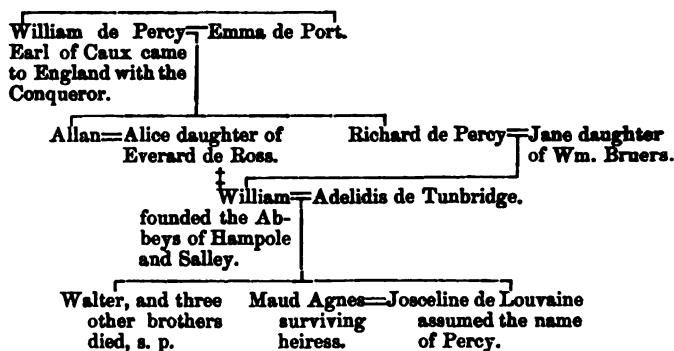 William de Percy=Emma de Port.
Earl of Caux came
to England with the
Conqueror.
Allan=Alice daughter of
Everard de Ross.
Richard de Percy=Jane daughter
of Wm. Bruers.
‡
William=Adelidis de Tunbridge.
founded the Ab-
beys of Hampole
and Salley.
Walter, and three
other brothers
died, s. p.
Maud Agnes=Josceline de Louvaine
surviving
heiress.
assumed the name
of Percy.